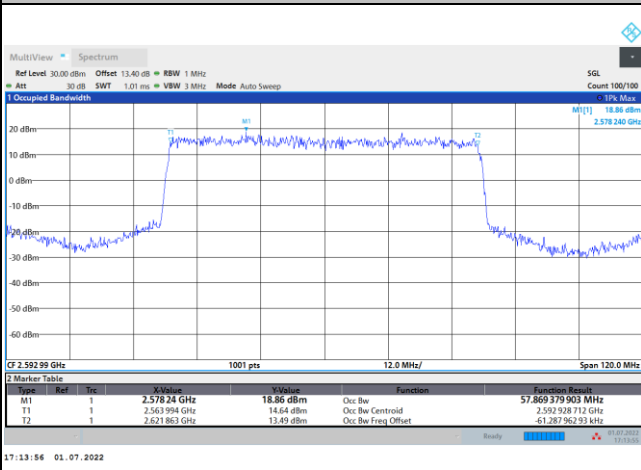 MultiView Spectrum
Ref Level 30.00 dBm Offset 13.40 dB RBW 1 MHz SGL
Att 30 dB SWT 1.01 ms VBW 3 MHz Mode Auto Sweep Count 100/100
1 Occupied Bandwidth 1Pk Max
M1[1] 18.86 dBm
2.578 240 GHz
M1
T1
T2
20 dBm
10 dBm
0 dBm
-10 dBm
-20 dBm
-30 dBm
-40 dBm
-50 dBm
-60 dBm
CF 2.592 99 GHz 1001 pts 12.0 MHz/ Span 120.0 MHz
2 Marker Table
Type Ref Trc X-Value Y-Value Function Function Result
M1 1 2.578 24 GHz 18.86 dBm Occ Bw 57.869 379 903 MHz
T1 1 2.563 994 GHz 14.64 dBm Occ Bw Centroid 2.592 928 712 GHz
T2 1 2.621 863 GHz 13.49 dBm Occ Bw Freq Offset -61.287 962 93 kHz
Ready 01.07.2022
17:13:55
17:13:56 01.07.2022